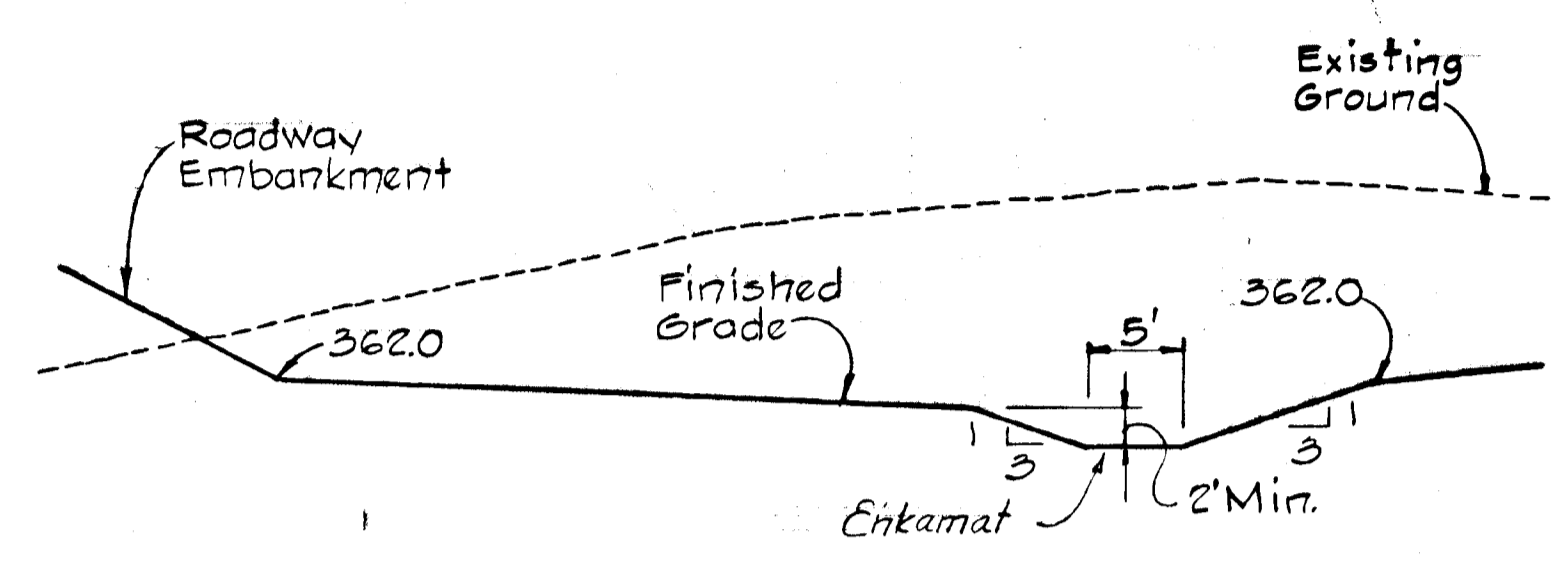 Existing
Ground
Roadway
Embankment
Finished
Grade
362.0
362.0
5'
1
3
3
1
2' Min.
Enkamat